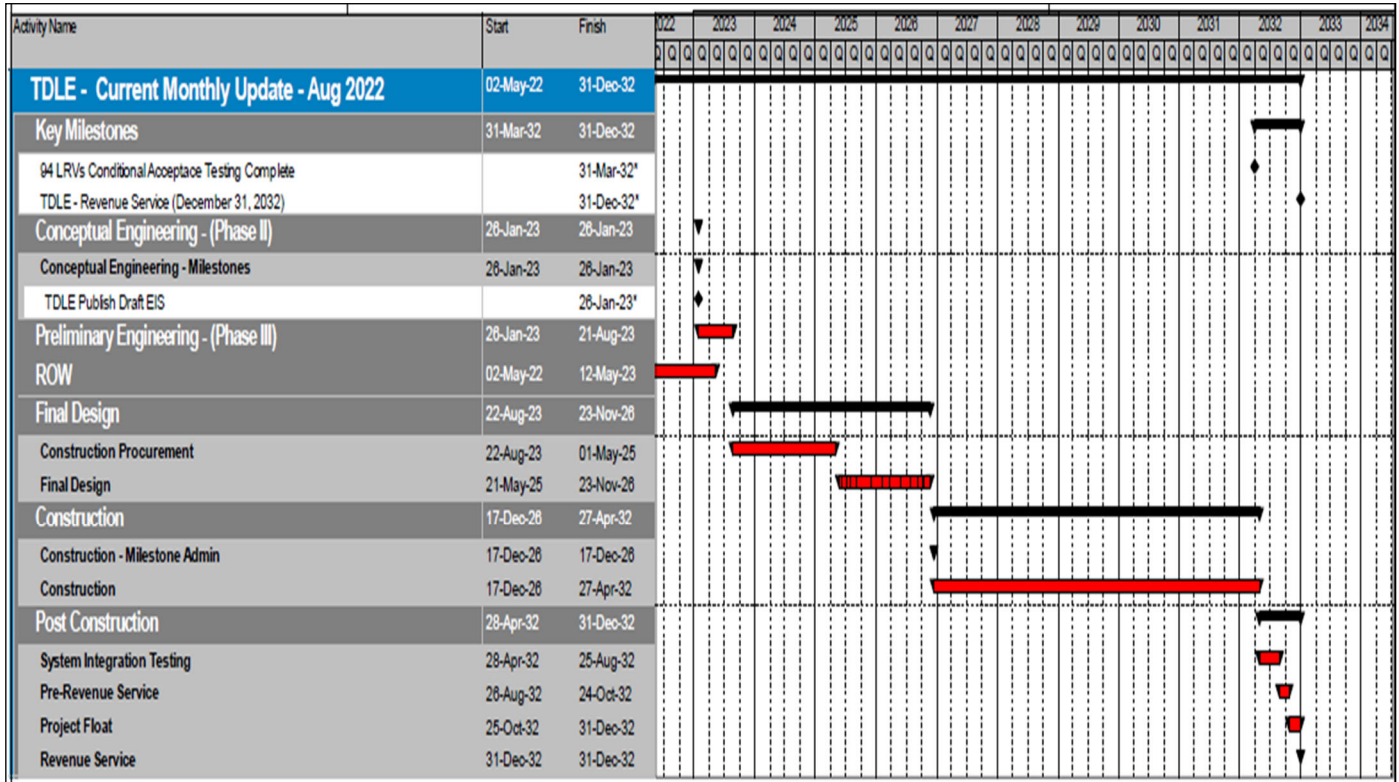 Activity Name Start Finish 022 2023 2024 2025 2026 2027 2028 2029 2030 2031 2032 2033 2034
Q Q Q Q Q Q Q Q Q Q Q Q Q Q Q Q Q Q Q Q Q Q Q Q Q Q Q Q Q Q Q Q Q Q Q Q Q Q Q Q Q Q Q Q Q Q Q Q
TDLE - Current Monthly Update - Aug 2022 02-May-22 31-Dec-32
Key Milestones 31-Mar-32 31-Dec-32
94 LRVs Conditional Acceptace Testing Complete 31-Mar-32*
TDLE - Revenue Service (December 31, 2032) 31-Dec-32*
Conceptual Engineering - (Phase II) 26-Jan-23 26-Jan-23
Conceptual Engineering - Milestones 26-Jan-23 26-Jan-23
TDLE Publish Draft EIS 26-Jan-23*
Preliminary Engineering - (Phase III) 26-Jan-23 21-Aug-23
ROW 02-May-22 12-May-23
Final Design 22-Aug-23 23-Nov-26
Construction Procurement 22-Aug-23 01-May-25
Final Design 21-May-25 23-Nov-26
Construction 17-Dec-26 27-Apr-32
Construction - Milestone Admin 17-Dec-26 17-Dec-26
Construction 17-Dec-26 27-Apr-32
Post Construction 28-Apr-32 31-Dec-32
System Integration Testing 28-Apr-32 25-Aug-32
Pre-Revenue Service 26-Aug-32 24-Oct-32
Project Float 25-Oct-32 31-Dec-32
Revenue Service 31-Dec-32 31-Dec-32